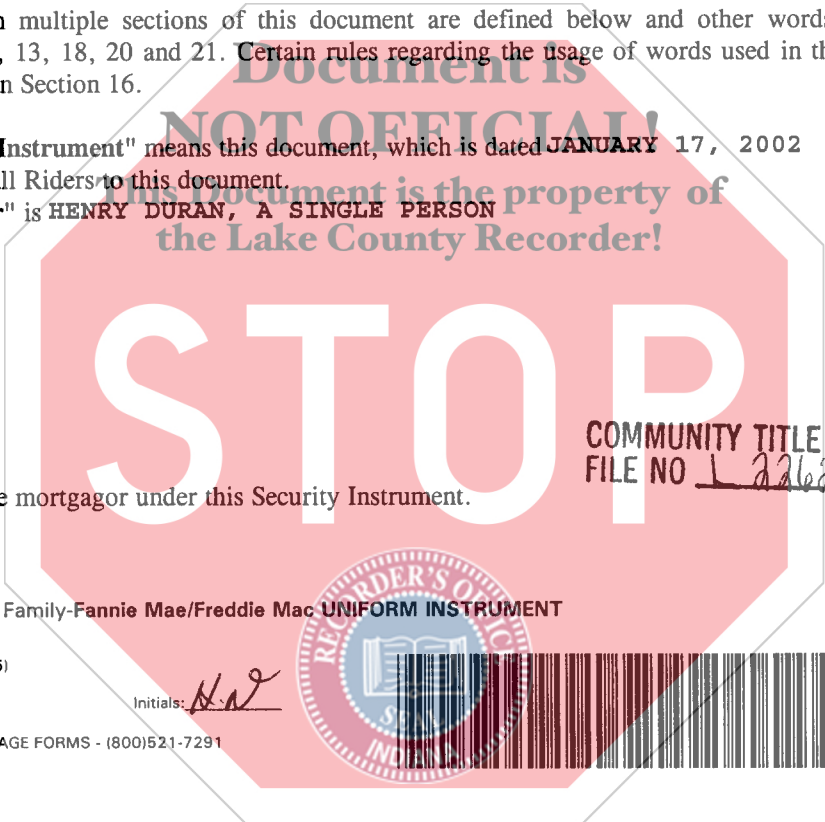 multiple sections of this document are defined below and other words
, 13, 18, 20 and 21. Certain rules regarding the usage of words used in th
n Section 16.
Document is
NOT OFFICIAL!
Instrument" means this document, which is dated JANUARY 17, 2002
ll Riders to this document.
This Document is the property of
" is HENRY DURAN, A SINGLE PERSON
the Lake County Recorder!
STOP
COMMUNITY TITLE
FILE NO L 2262
e mortgagor under this Security Instrument.
Family-Fannie Mae/Freddie Mac UNIFORM INSTRUMENT
RECORDER'S OFFICE
SEAL
INDIANA
Initials: H.D
AGE FORMS - (800)521-7291